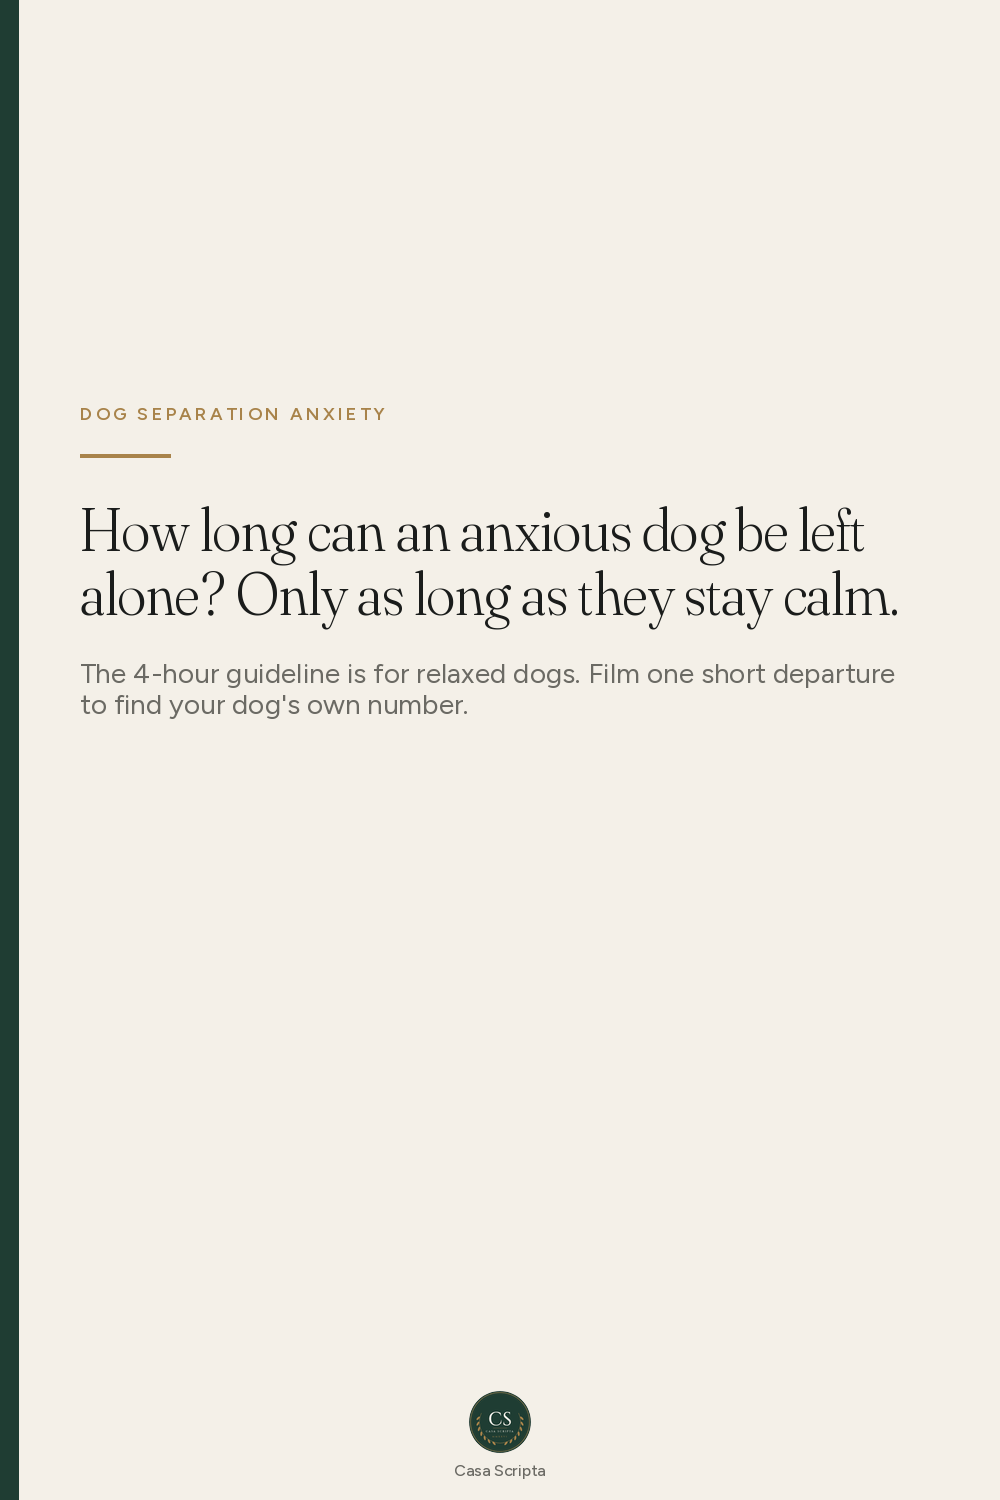 DOG SEPARATION ANXIETY
How long can an anxious dog be left
alone? Only as long as they stay calm.
The 4-hour guideline is for relaxed dogs. Film one short departure
to find your dog's own number.
CS
CASA SCRIPTA
Casa Scripta